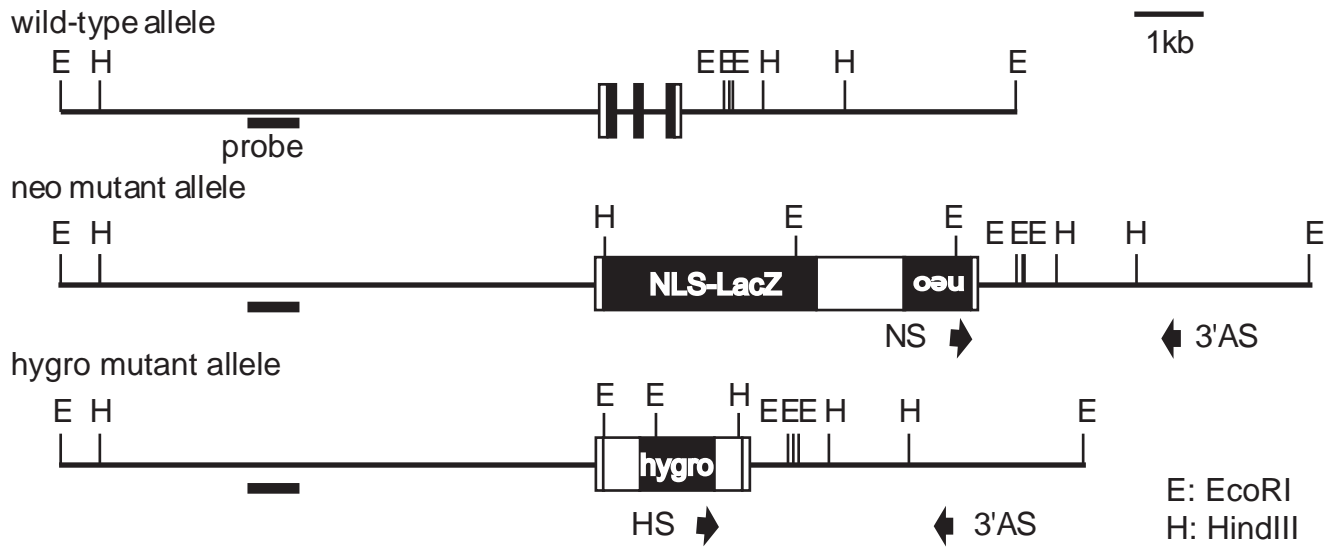 wild-type allele
1kb
E H EEE H H E
probe
neo mutant allele
E H H E E EEE H H E
NLS-LacZ neo
NS 3'AS
hygro mutant allele
E H E E H EEE H H E
hygro
HS 3'AS
E: EcoRI
H: HindIII